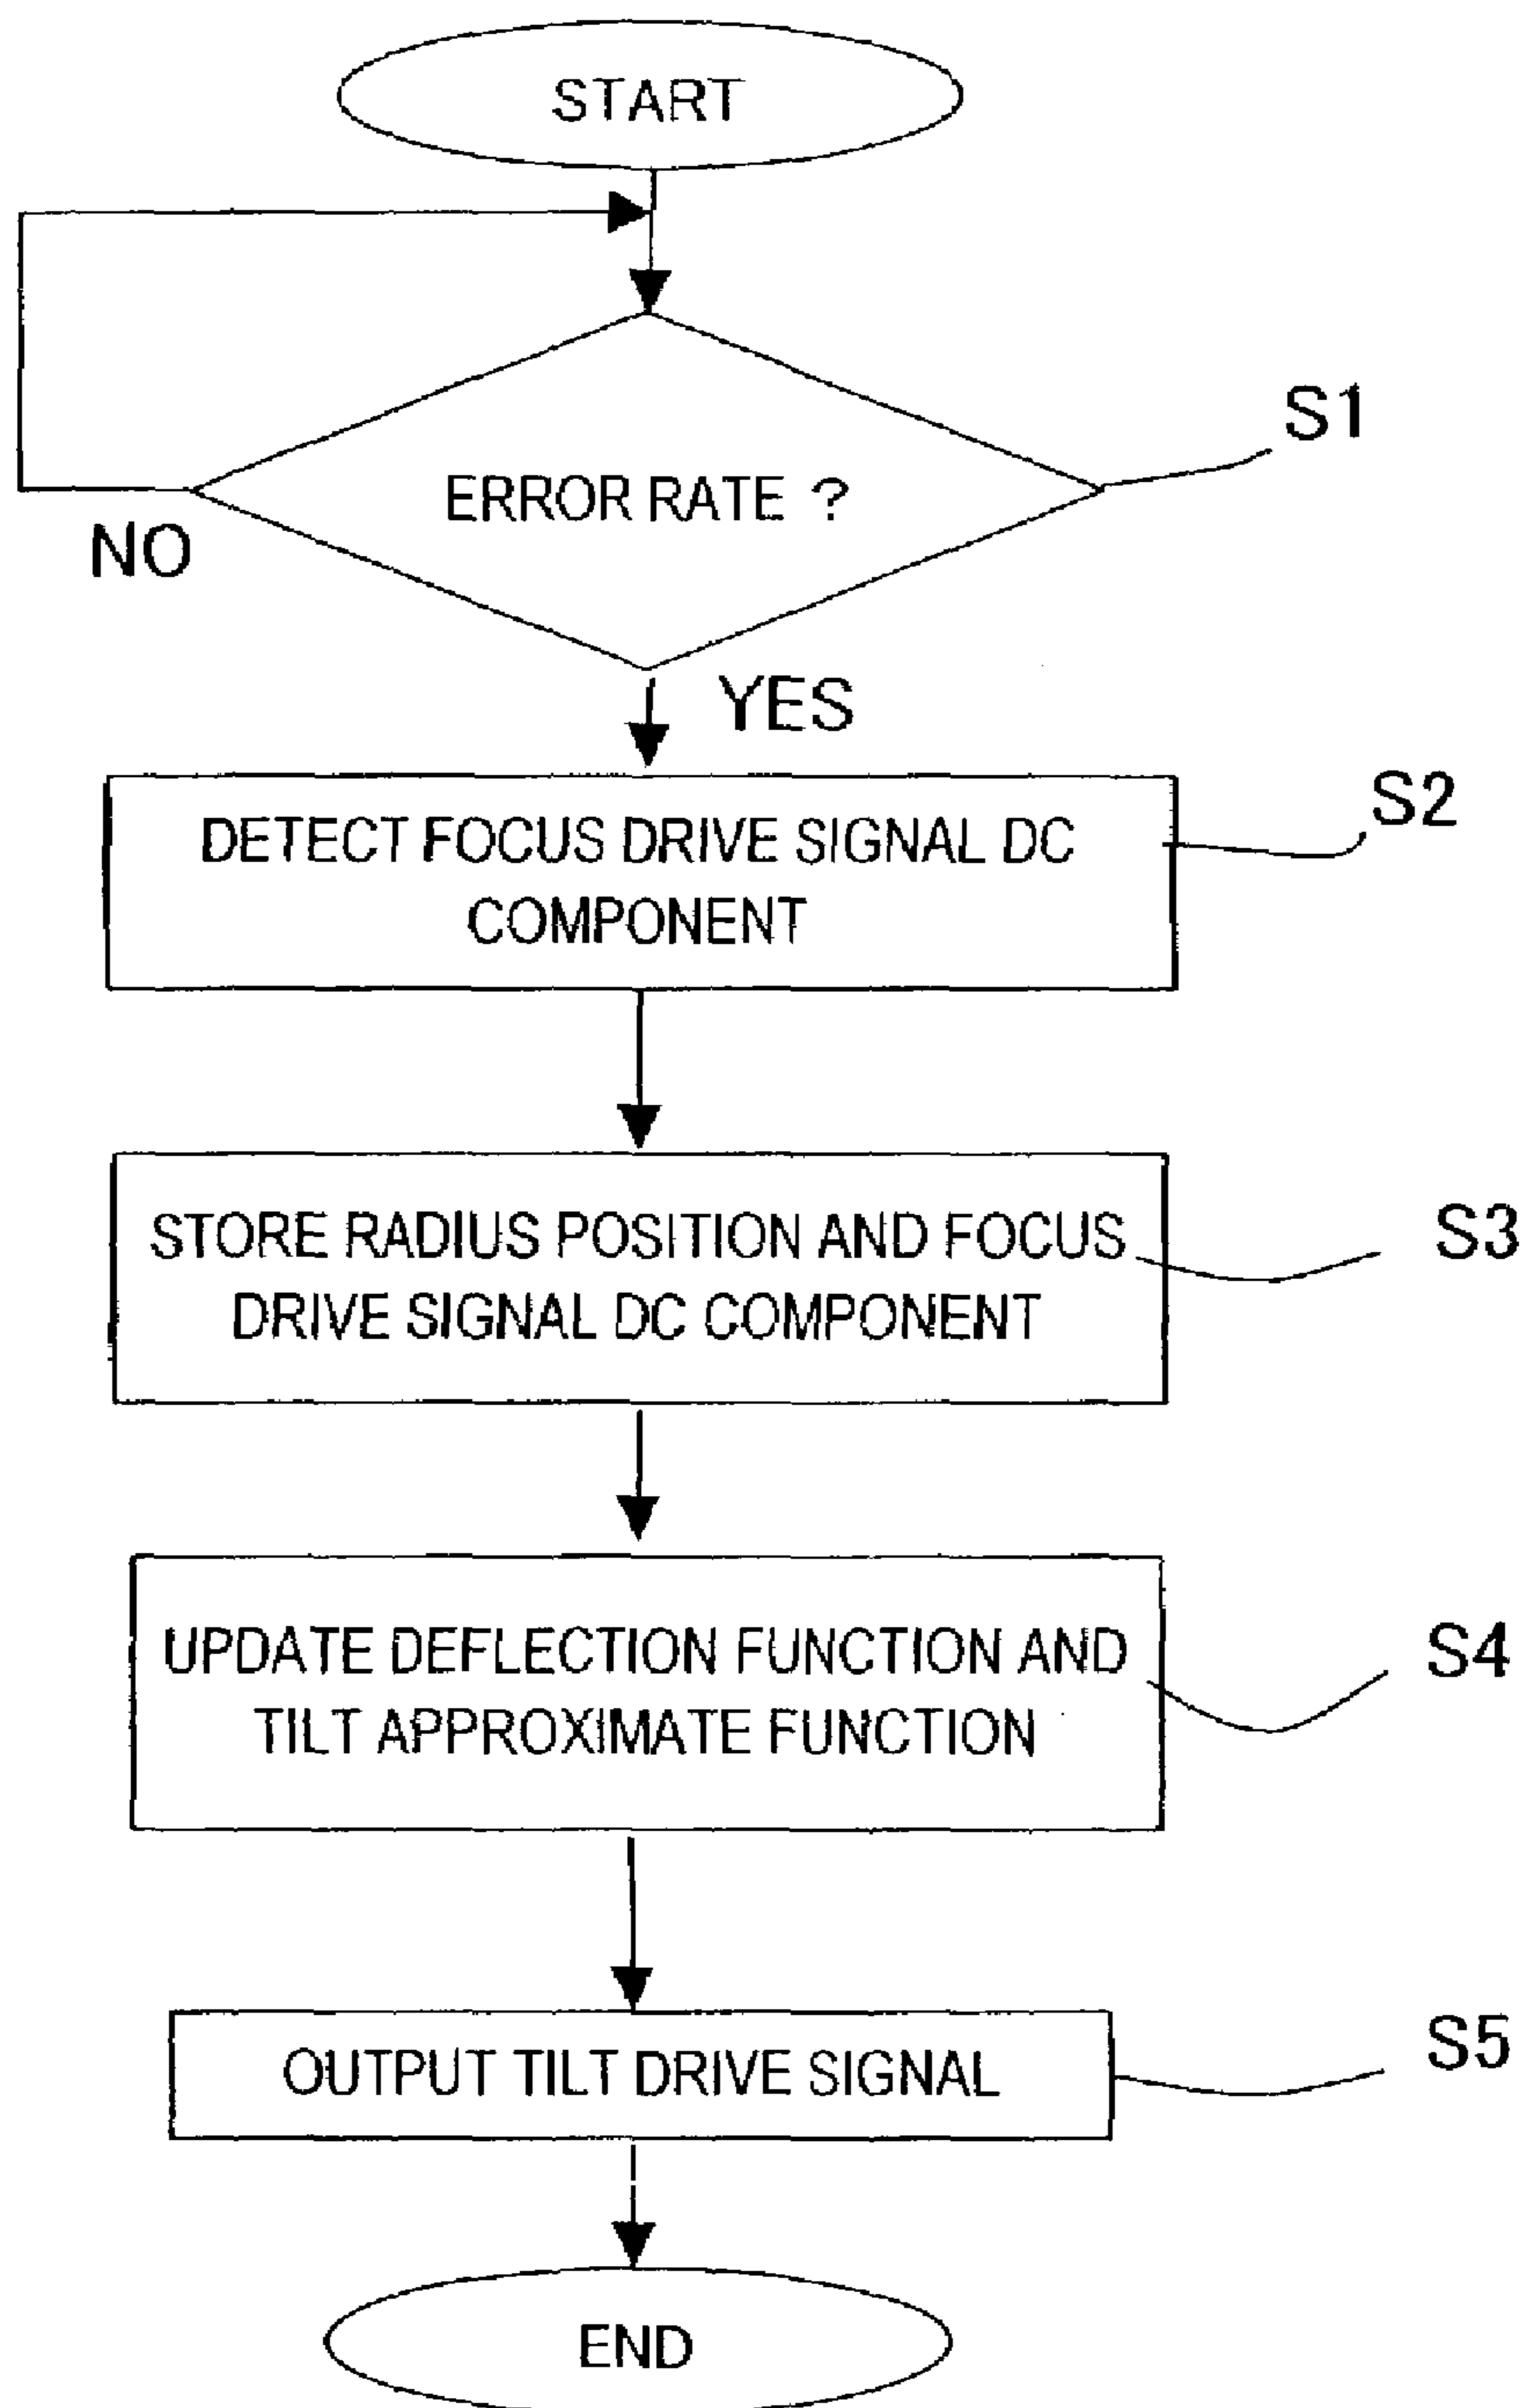 START
ERROR RATE ?
S1
NO
YES
DETECT FOCUS DRIVE SIGNAL DC
COMPONENT
S2
STORE RADIUS POSITION AND FOCUS
DRIVE SIGNAL DC COMPONENT
S3
UPDATE DEFLECTION FUNCTION AND
TILT APPROXIMATE FUNCTION
S4
OUTPUT TILT DRIVE SIGNAL
S5
END